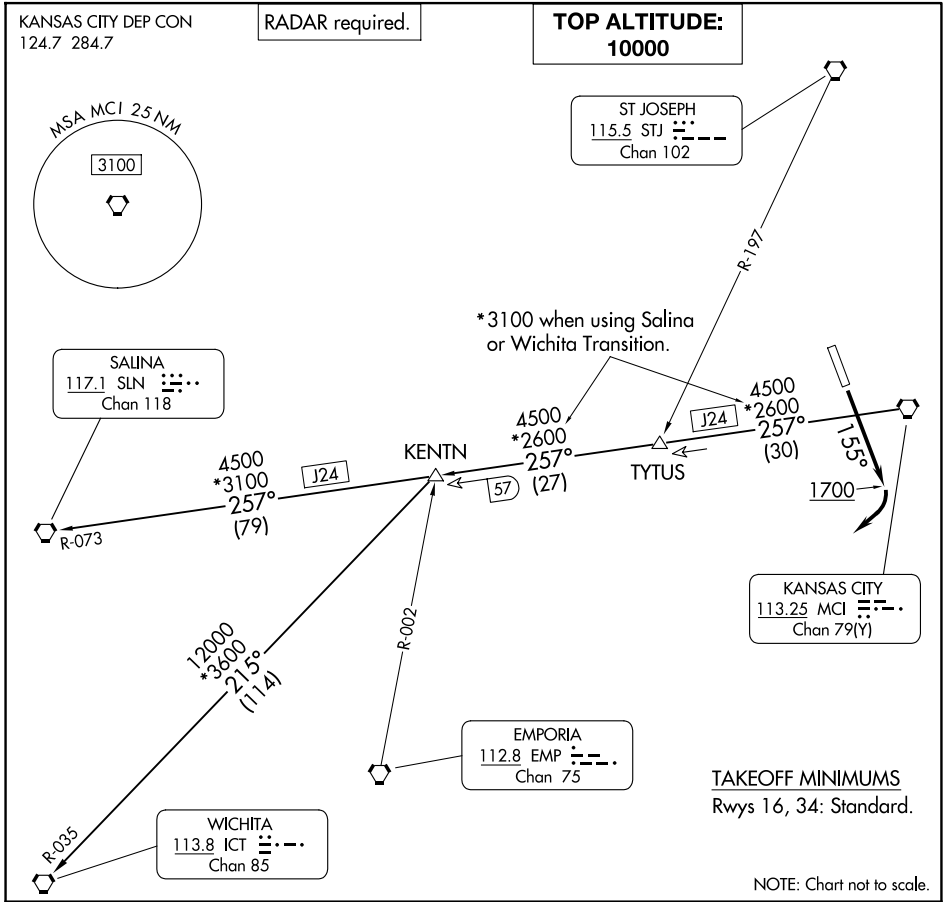 KANSAS CITY DEP CON
124.7 284.7
RADAR required.
TOP ALTITUDE:
10000
MSA MCI 25 NM
3100
ST JOSEPH
115.5 STJ
Chan 102
R-197
*3100 when using Salina
or Wichita Transition.
SALINA
117.1 SLN
Chan 118
4500
*2600
257°
(30)
J24
155°
1700
TYTUS
4500
*2600
257°
(27)
57
KENTN
4500
*3100
257°
(79)
J24
R-073
KANSAS CITY
113.25 MCI
Chan 79(Y)
R-002
12000
*3600
215°
(114)
EMPORIA
112.8 EMP
Chan 75
TAKEOFF MINIMUMS
Rwys 16, 34: Standard.
R-035
WICHITA
113.8 ICT
Chan 85
NOTE: Chart not to scale.